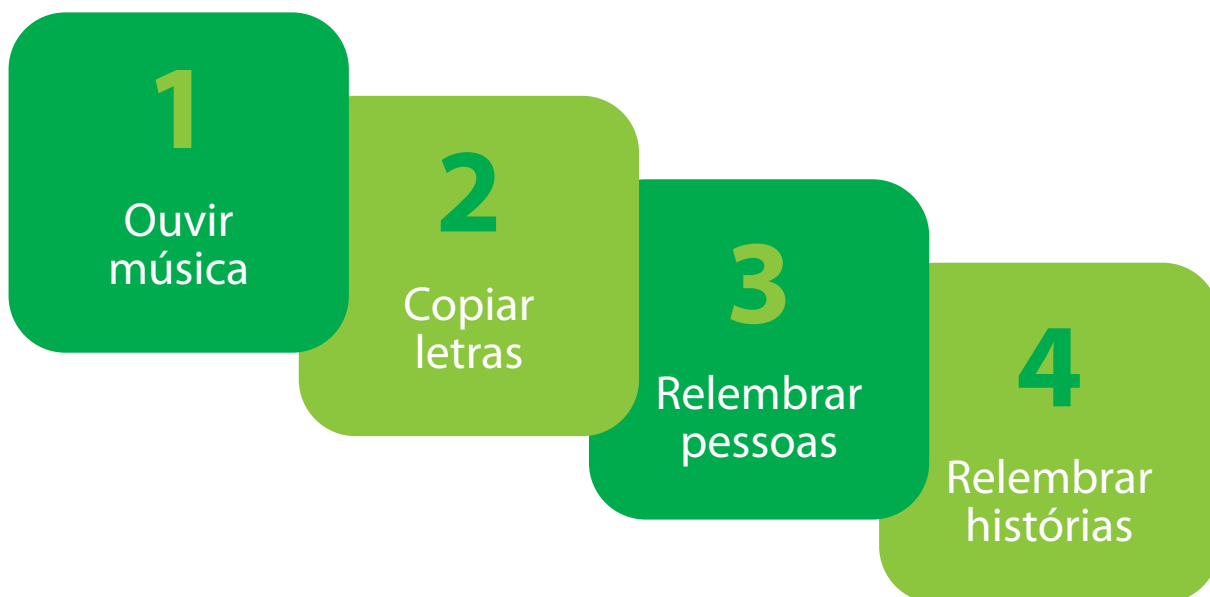 1
Ouvir
música
2
Copiar
letras
3
Relembrar
pessoas
4
Relembrar
histórias